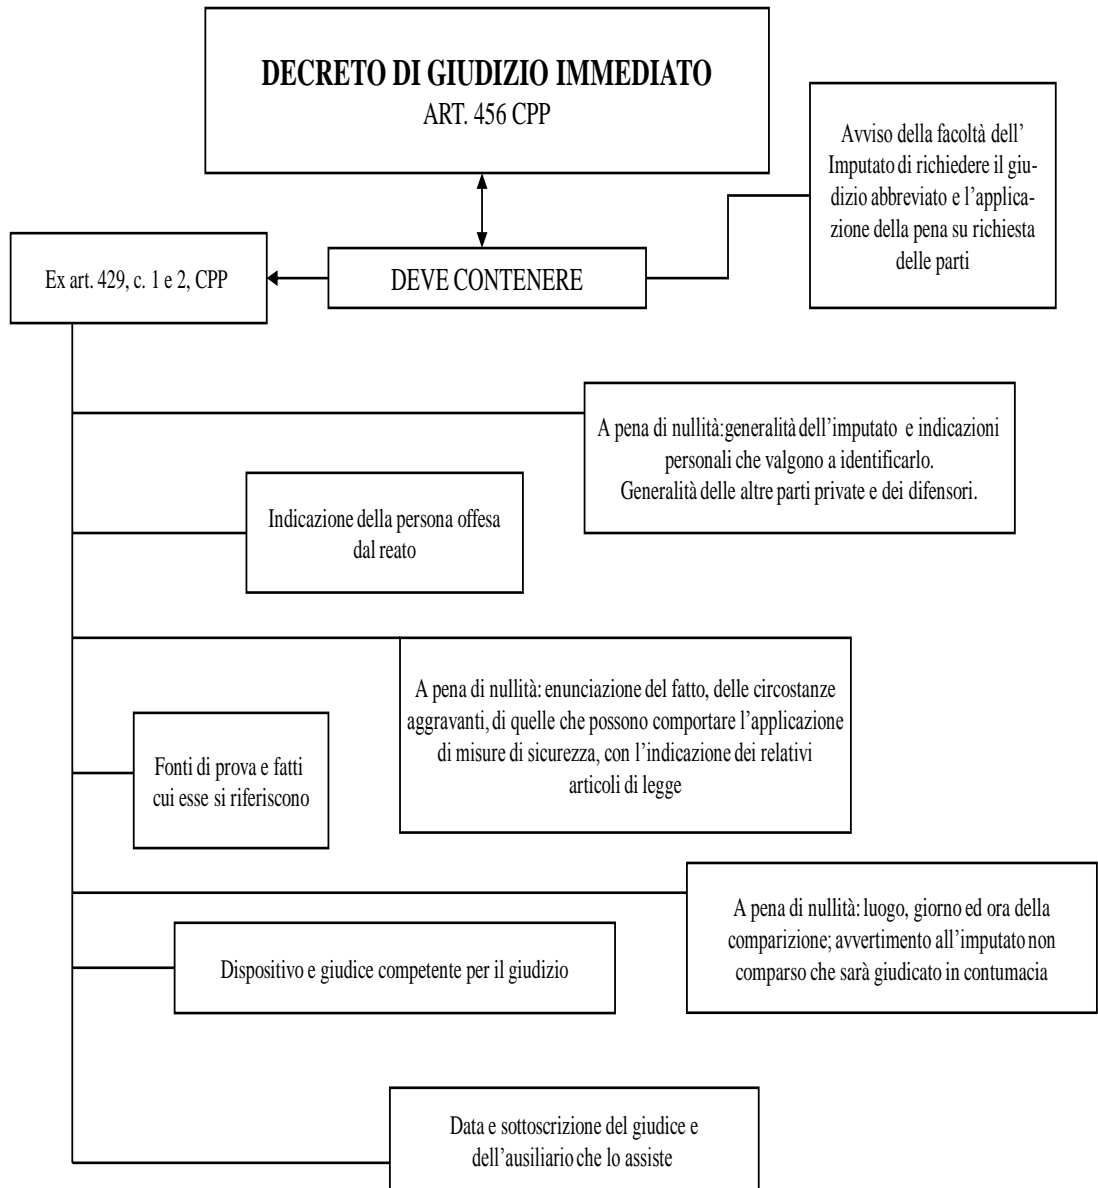 DECRETO DI GIUDIZIO IMMEDIATO
ART. 456 CPP
Avviso della facoltà dell’
Imputato di richiedere il giu-
dizio abbreviato e l’applica-
zione della pena su richiesta
delle parti
Ex art. 429, c. 1 e 2, CPP
DEVE CONTENERE
A pena di nullità:generalità dell’imputato e indicazioni
personali che valgono a identificarlo.
Generalità delle altre parti private e dei difensori.
Indicazione della persona offesa
dal reato
A pena di nullità: enunciazione del fatto, delle circostanze
aggravanti, di quelle che possono comportare l’applicazione
di misure di sicurezza, con l’indicazione dei relativi
articoli di legge
Fonti di prova e fatti
cui esse si riferiscono
A pena di nullità: luogo, giorno ed ora della
comparizione; avvertimento all’imputato non
comparso che sarà giudicato in contumacia
Dispositivo e giudice competente per il giudizio
Data e sottoscrizione del giudice e
dell’ausiliario che lo assiste